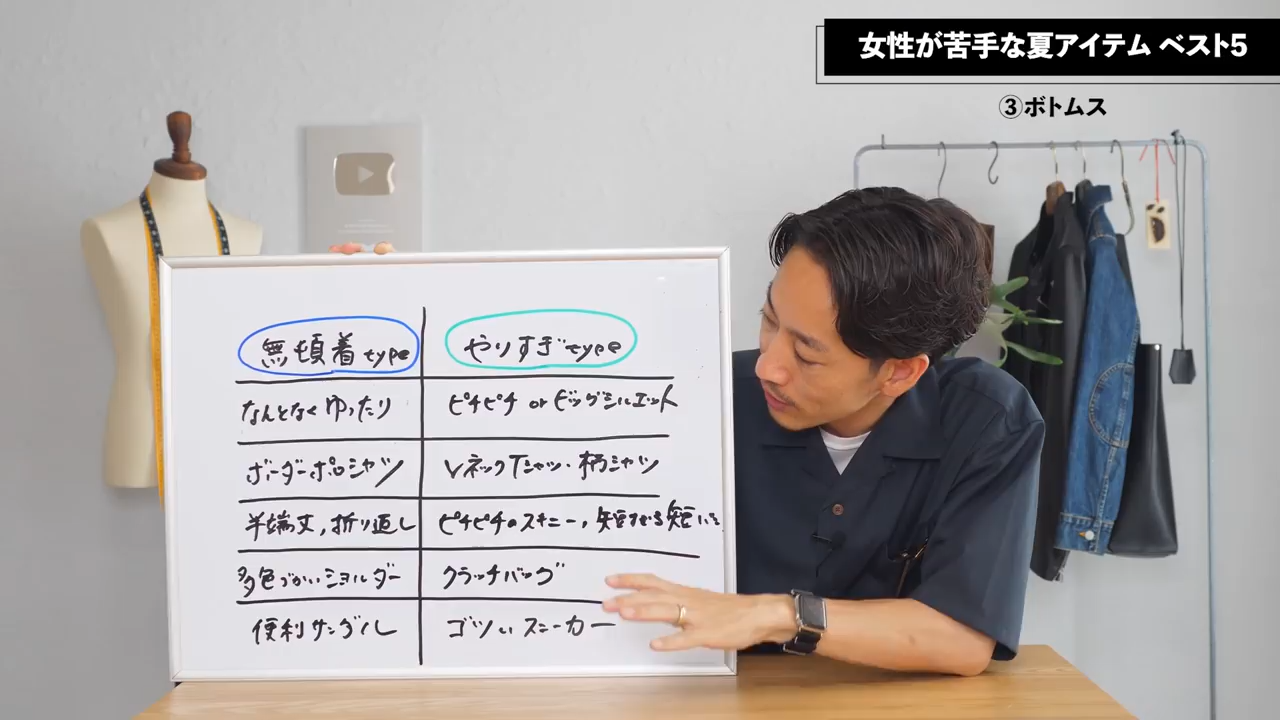 女性が苦手な夏アイテム ベスト5
③ボトムス
無頓着type やりすぎtype
なんとなくゆったり ピチピチ or ビッグシルエット
ボーダーポロシャツ VネックTシャツ・柄シャツ
半端丈,折り返し ピチピチのスキニー,短すぎる短パン
多色づかいショルダー クラッチバッグ
便利サンダル ゴツいスニーカー